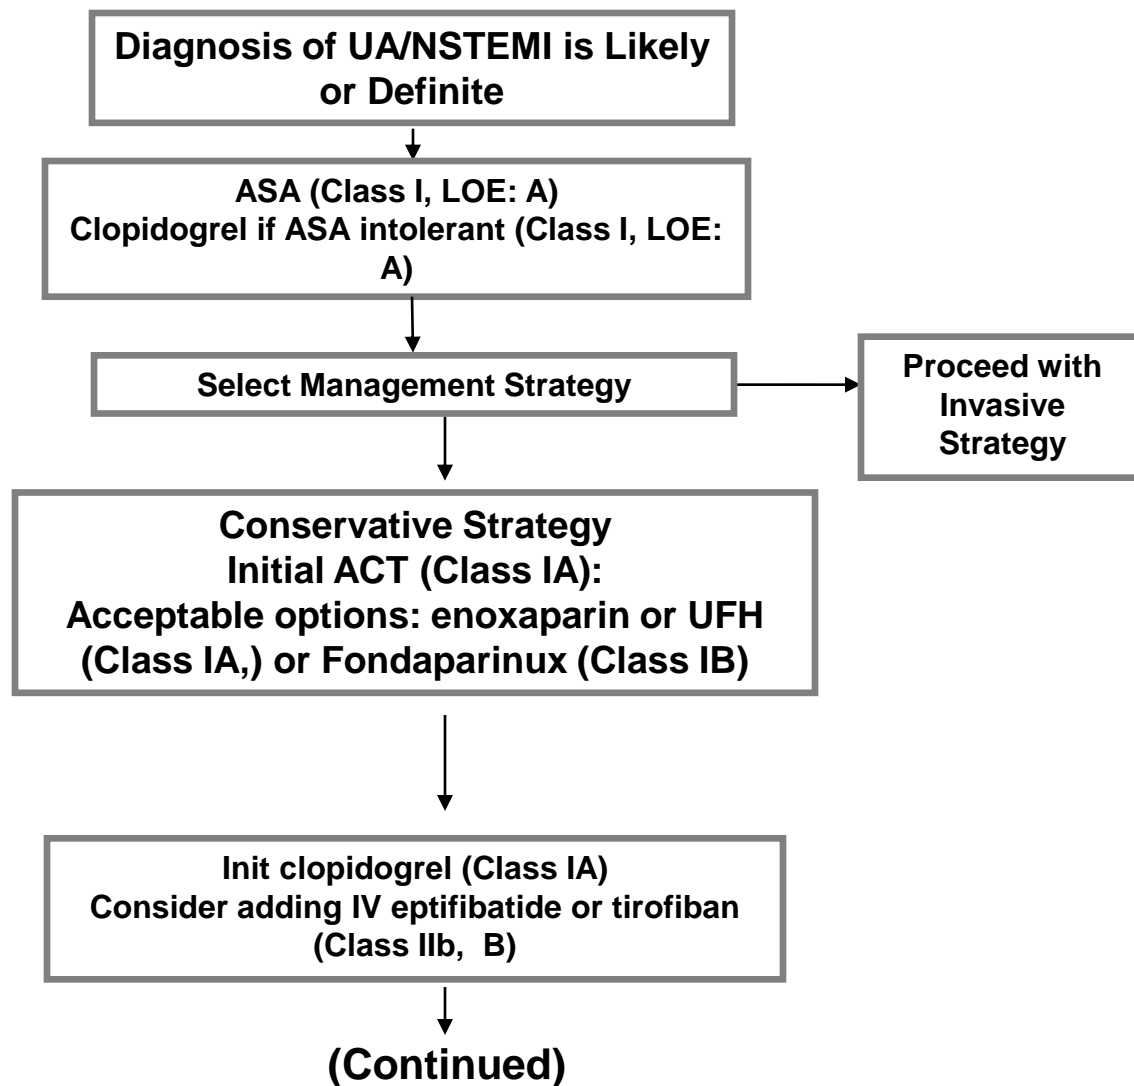 Diagnosis of UA/NSTEMI is Likely
or Definite
ASA (Class I, LOE: A)
Clopidogrel if ASA intolerant (Class I, LOE:
A)
Select Management Strategy
Proceed with
Invasive
Strategy
Conservative Strategy
Initial ACT (Class IA):
Acceptable options: enoxaparin or UFH
(Class IA,) or Fondaparinux (Class IB)
Init clopidogrel (Class IA)
Consider adding IV eptifibatide or tirofiban
(Class IIb,  B)
(Continued)